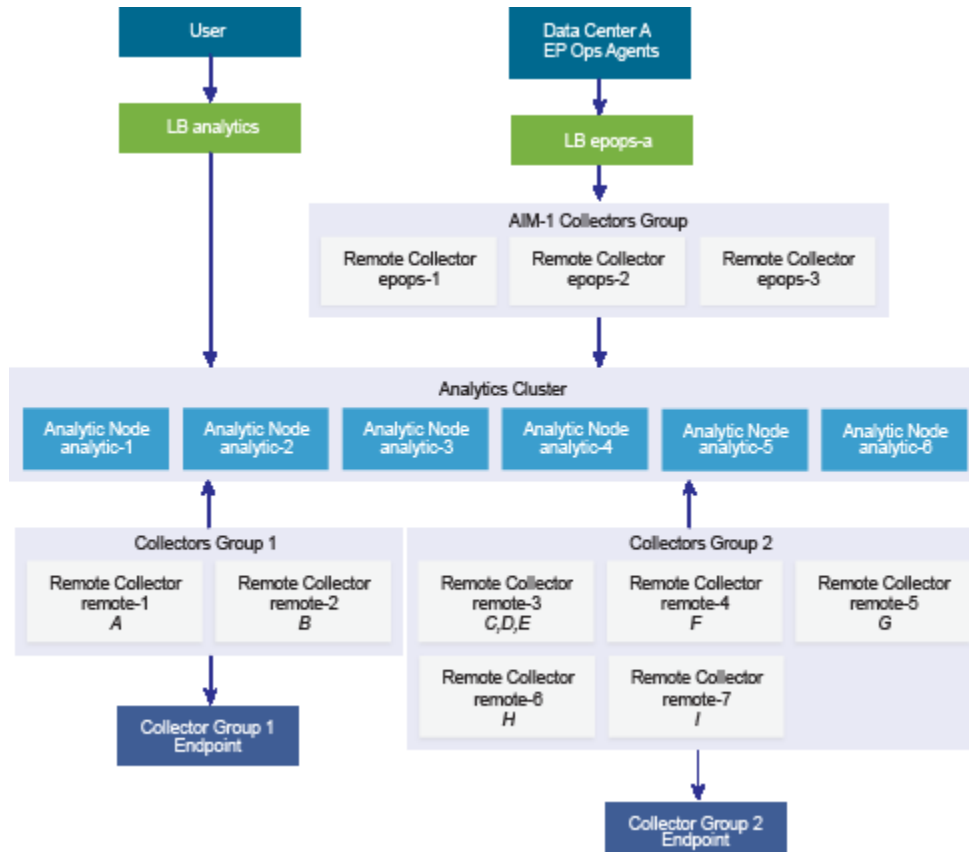 User
Data Center A
EP Ops Agents
LB analytics
LB epops-a
AIM-1 Collectors Group
Remote Collector
epops-1
Remote Collector
epops-2
Remote Collector
epops-3
Analytics Cluster
Analytic Node
analytic-1
Analytic Node
analytic-2
Analytic Node
analytic-3
Analytic Node
analytic-4
Analytic Node
analytic-5
Analytic Node
analytic-6
Collectors Group 1
Remote Collector
remote-1
A
Remote Collector
remote-2
B
Collectors Group 2
Remote Collector
remote-3
C,D,E
Remote Collector
remote-4
F
Remote Collector
remote-5
G
Remote Collector
remote-6
H
Remote Collector
remote-7
I
Collector Group 1
Endpoint
Collector Group 2
Endpoint